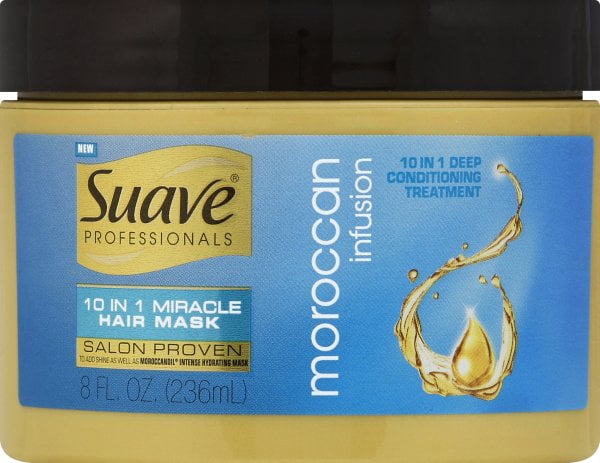 NEW
Suave®
PROFESSIONALS
10 IN 1 MIRACLE
HAIR MASK
SALON PROVEN
TO ADD SHINE AS WELL AS MOROCCANOIL® INTENSE HYDRATING MASK
8 FL. OZ. (236mL)
moroccan
infusion
10 IN 1 DEEP
CONDITIONING
TREATMENT